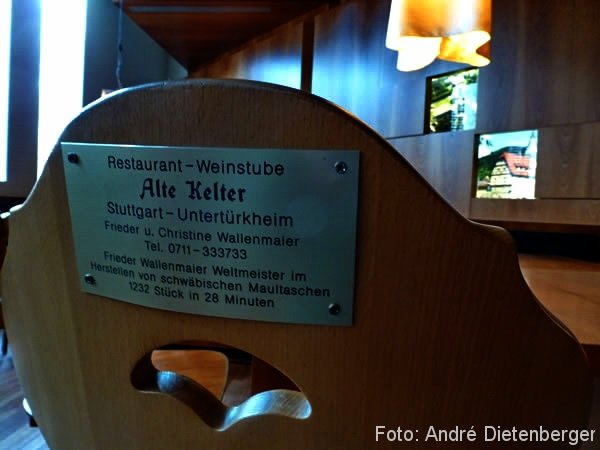 Restaurant-Weinstube
Alte Kelter
Stuttgart-Untertürkheim
Frieder u. Christine Wallenmaier
Tel. 0711-333733
Frieder Wallenmaier Weltmeister im
Herstellen von schwäbischen Maultaschen
1232 Stück in 28 Minuten
Foto: André Dietenberger